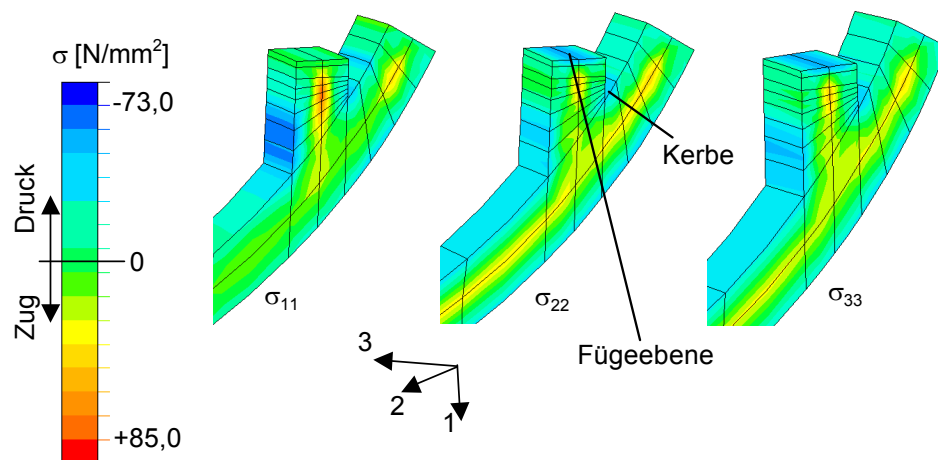 σ [N/mm²]
-73,0
Druck
0
Zug
+85,0
σ₁₁
σ₂₂
σ₃₃
Kerbe
Fügeebene
3
2
1